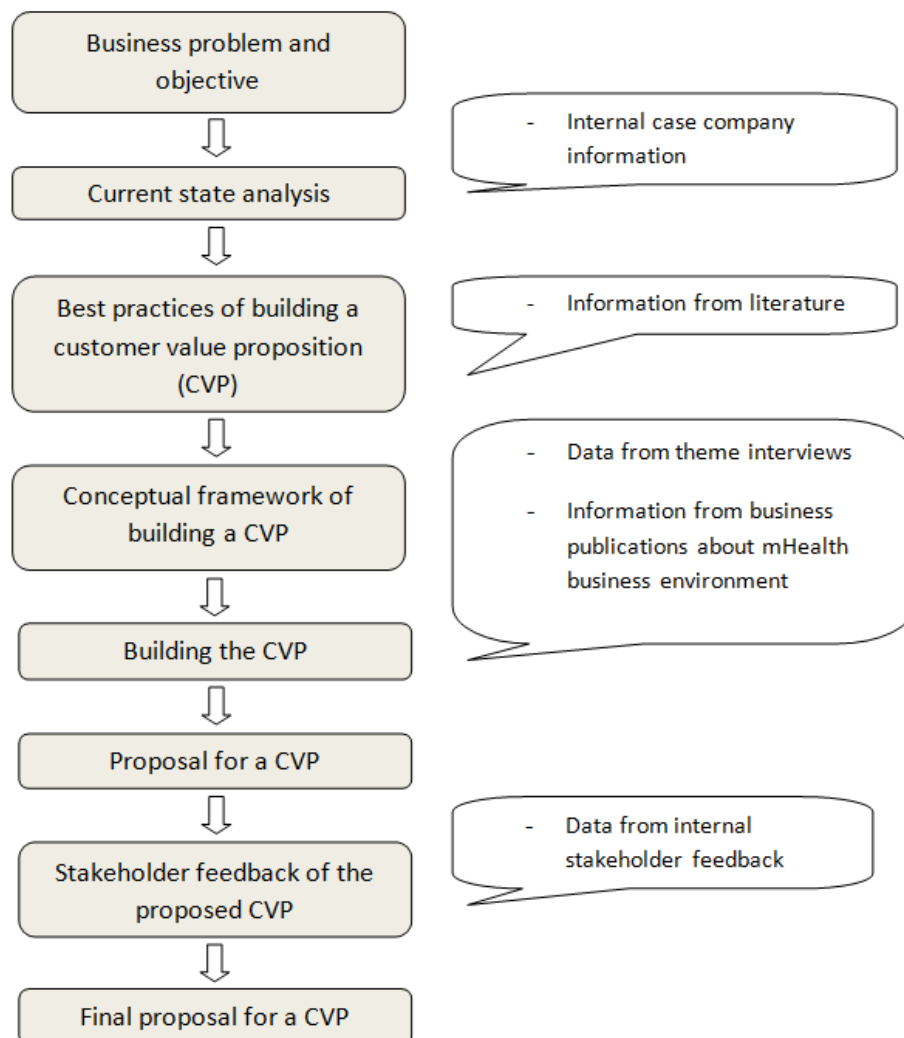 Business problem and
objective
- Internal case company
information
Current state analysis
Best practices of building a
customer value proposition
(CVP)
- Information from literature
Conceptual framework of
building a CVP
- Data from theme interviews
- Information from business
publications about mHealth
business environment
Building the CVP
Proposal for a CVP
Stakeholder feedback of the
proposed CVP
- Data from internal
stakeholder feedback
Final proposal for a CVP